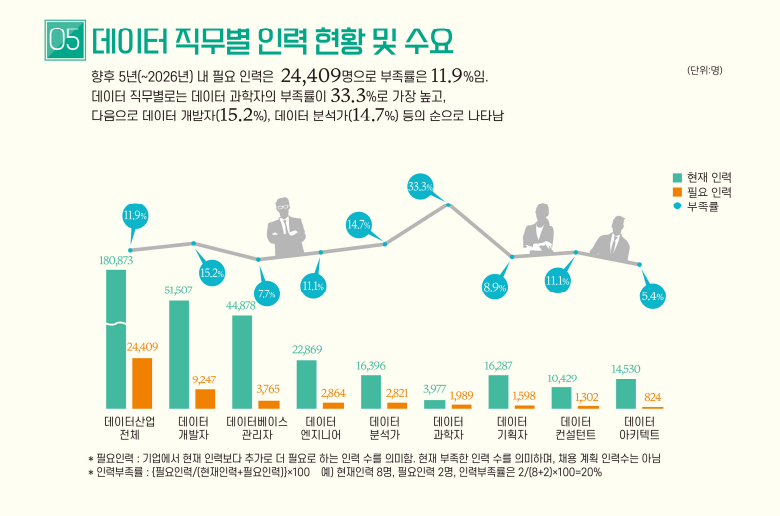 05 데이터 직무별 인력 현황 및 수요
향후 5년(~2026년) 내 필요 인력은 24,409명으로 부족률은 11.9%임.
데이터 직무별로는 데이터 과학자의 부족률이 33.3%로 가장 높고,
다음으로 데이터 개발자(15.2%), 데이터 분석가(14.7%) 등의 순으로 나타남
(단위:명)
현재 인력
필요 인력
부족률
11.9%
15.2%
7.7%
11.1%
14.7%
33.3%
8.9%
11.1%
5.4%
180,873
24,409
51,507
9,247
44,878
3,765
22,869
2,864
16,396
2,821
3,977
1,989
16,287
1,598
10,429
1,302
14,530
824
데이터산업
전체
데이터
개발자
데이터베이스
관리자
데이터
엔지니어
데이터
분석가
데이터
과학자
데이터
기획자
데이터
컨설턴트
데이터
아키텍트
* 필요인력 : 기업에서 현재 인력보다 추가로 더 필요로 하는 인력 수를 의미함. 현재 부족한 인력 수를 의미하며, 채용 계획 인력수는 아님
* 인력부족률 : {필요인력/(현재인력+필요인력)}×100 예) 현재인력 8명, 필요인력 2명, 인력부족률은 2/(8+2)×100=20%